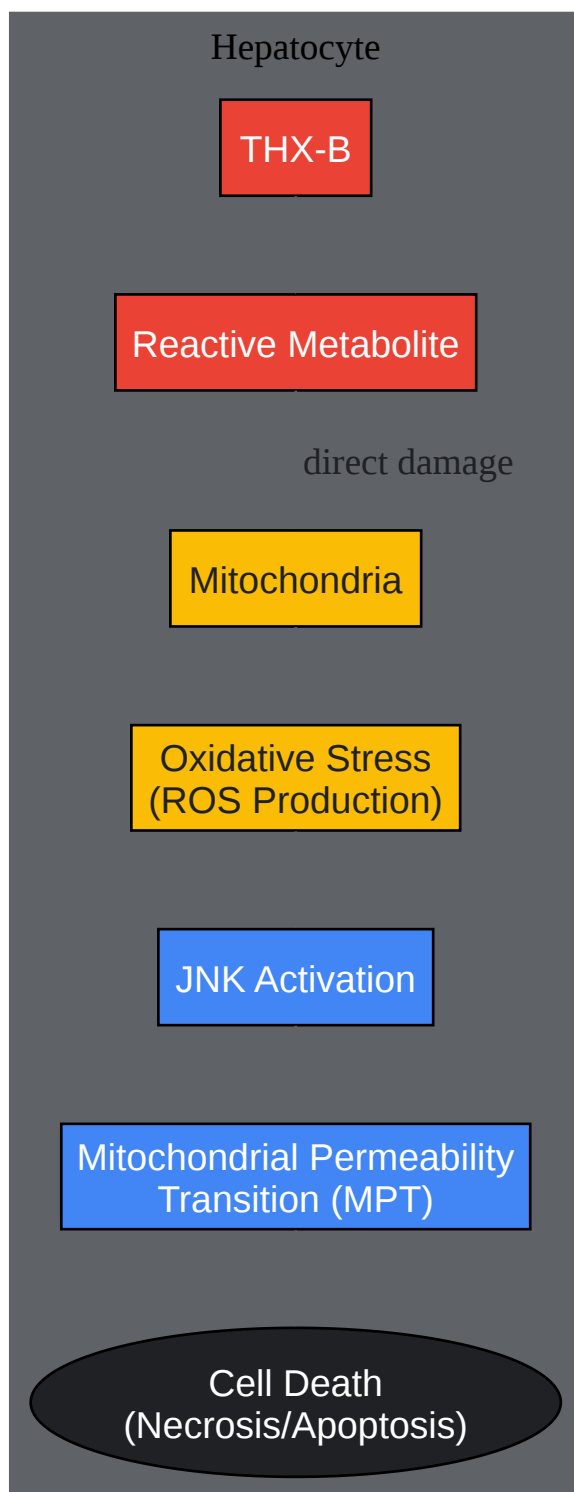 Hepatocyte
THX-B
Reactive Metabolite
direct damage
Mitochondria
Oxidative Stress
(ROS Production)
JNK Activation
Mitochondrial Permeability
Transition (MPT)
Cell Death
(Necrosis/Apoptosis)